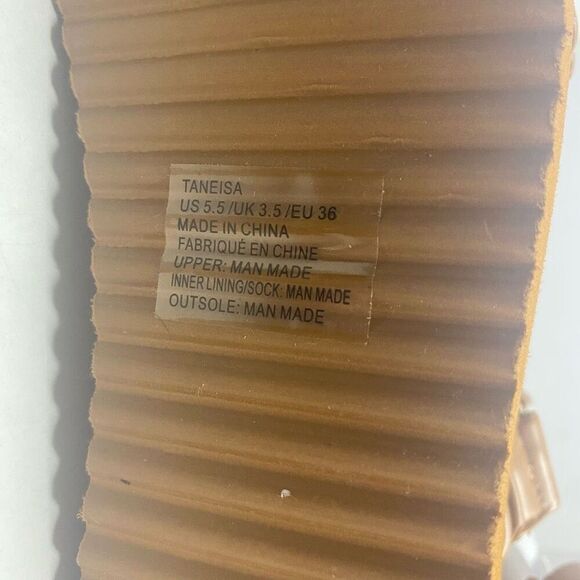 TANEISA
US 5.5 /UK 3.5 /EU 36
MADE IN CHINA
FABRIQUÉ EN CHINE
UPPER: MAN MADE
INNER LINING/SOCK: MAN MADE
OUTSOLE: MAN MADE